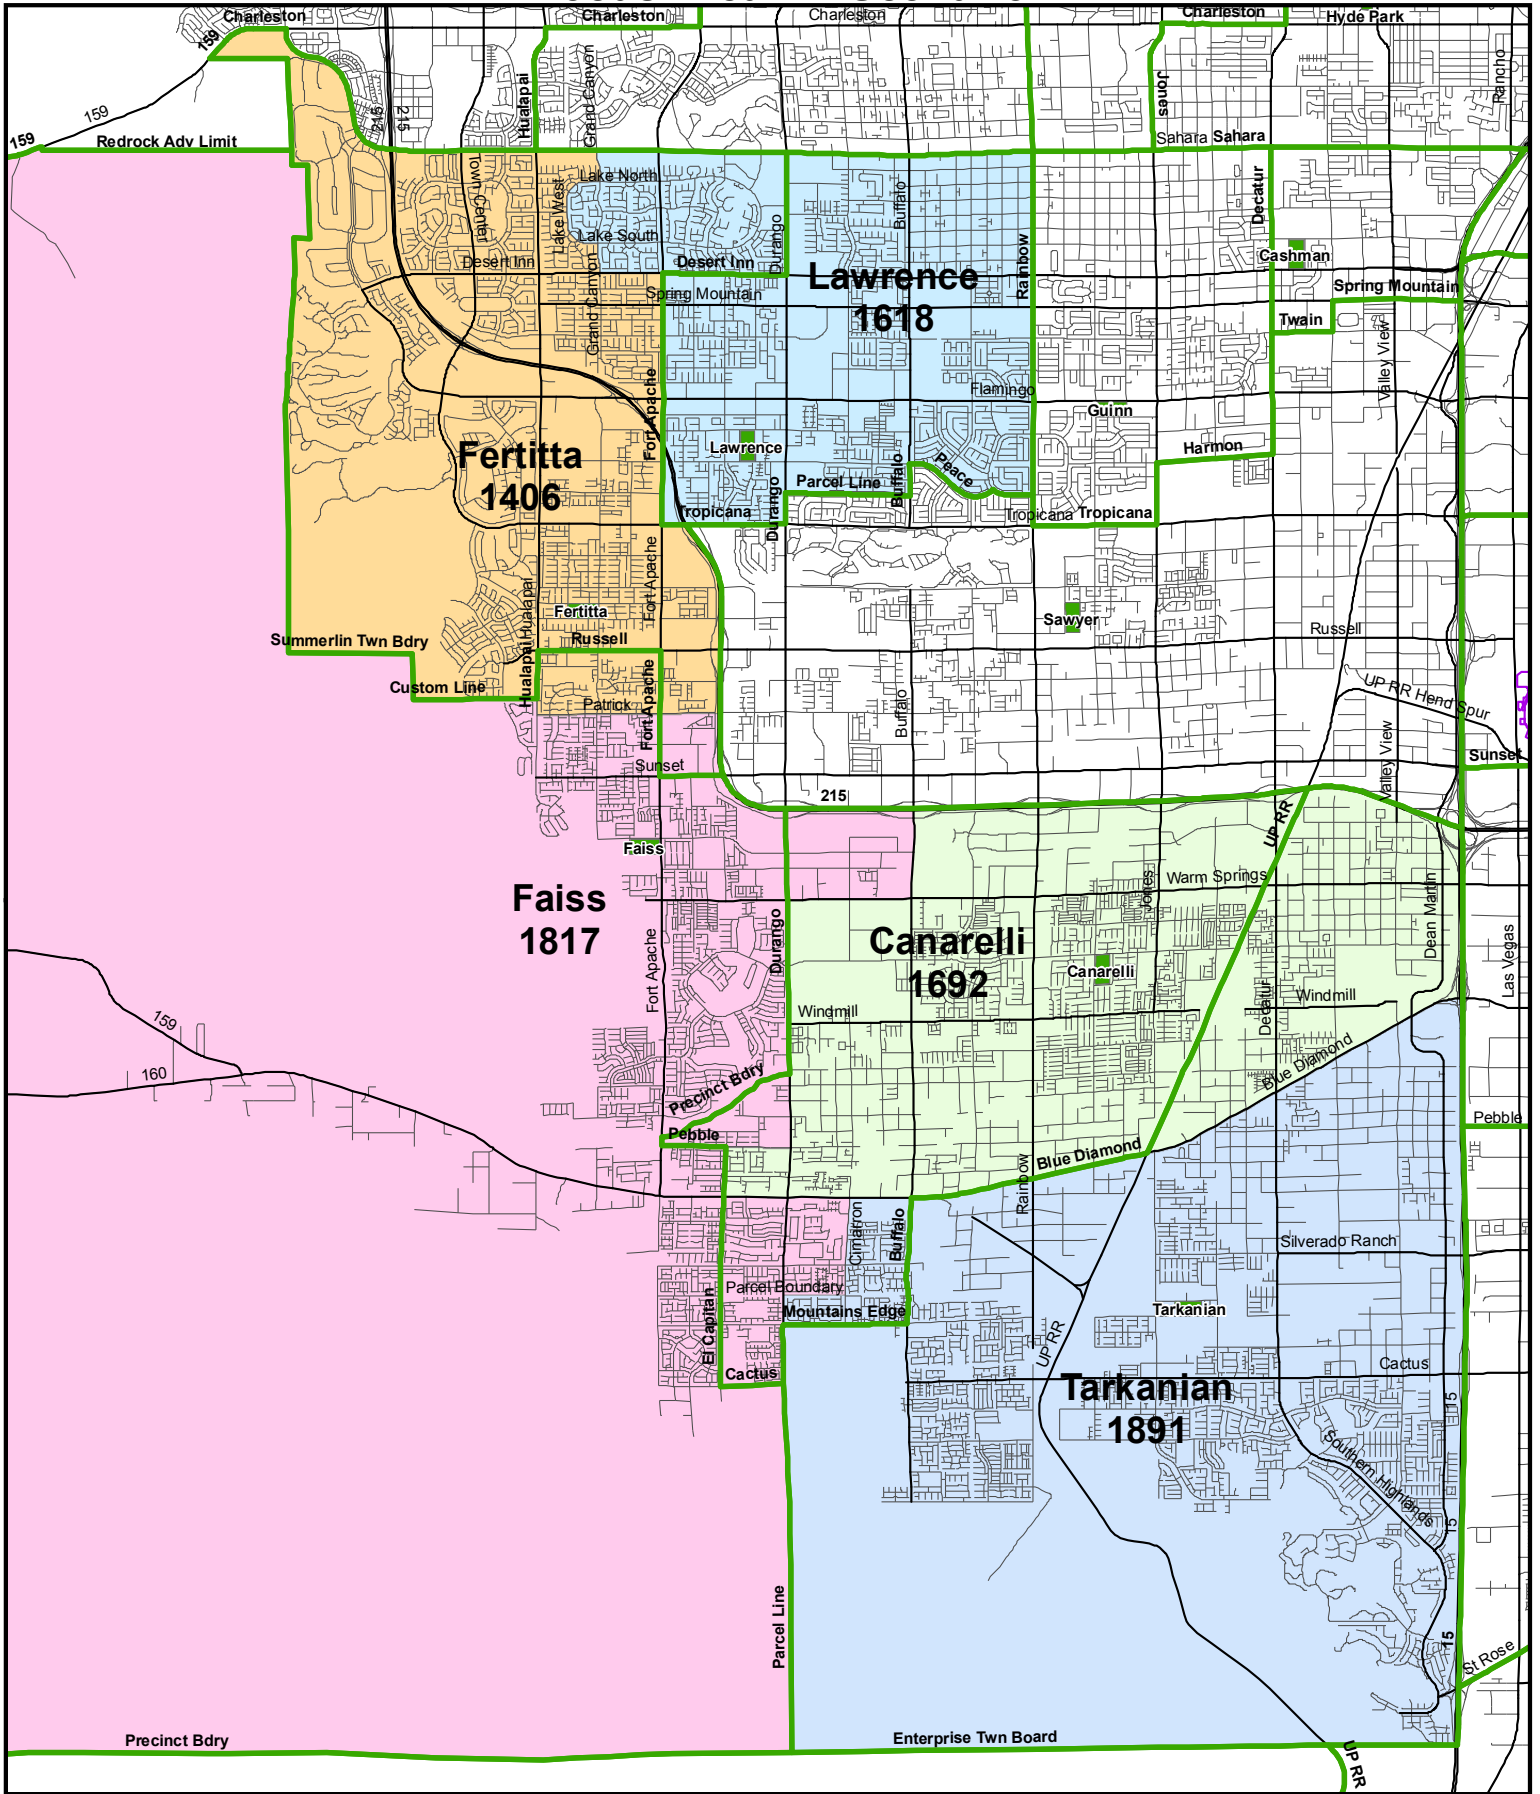 Charleston
Charleston
Charleston
Charleston
Hyde Park
159
159
159
215
215
Hualapai
Grand Canyon
Jones
Rancho
Redrock Adv Limit
Sahara Sahara
Town Center
Lake West
Lake North
Lake South
Durango
Buffalo
Rainbow
Decatur
Desert Inn
Desert Inn
Cashman
Lawrence
1618
Spring Mountain
Spring Mountain
Grand Canyon
Twain
Valley View
Flamingo
Fort Apache
Guinn
Fertitta
1406
Lawrence
Harmon
Peace
Parcel Line
Buffalo
Durango
Tropicana
Tropicana Tropicana
Fort Apache
Hualapai
Hualapai
Fertitta
Sawyer
Russell
Russell
Summerlin Twn Bdry
Custom Line
Fort Apache
Patrick
Buffalo
UP RR Hend Spur
Sunset
Sunset
Valley View
215
UP RR
Faiss
Faiss
1817
Warm Springs
Jones
Dean Martin
Durango
Fort Apache
Canarelli
1692
Canarelli
Las Vegas
Windmill
Windmill
Decatur
159
160
Blue Diamond
Precinct Bdry
Pebble
Pebble
Blue Diamond
Rainbow
Cimarron
Buffalo
Silverado Ranch
Parcel Boundary
Mountains Edge
Tarkanian
El Capitan
UP RR
Cactus
Cactus
Tarkanian
1891
15
Southern Highlands
15
Parcel Line
15
St Rose
Precinct Bdry
Enterprise Twn Board
UP RR